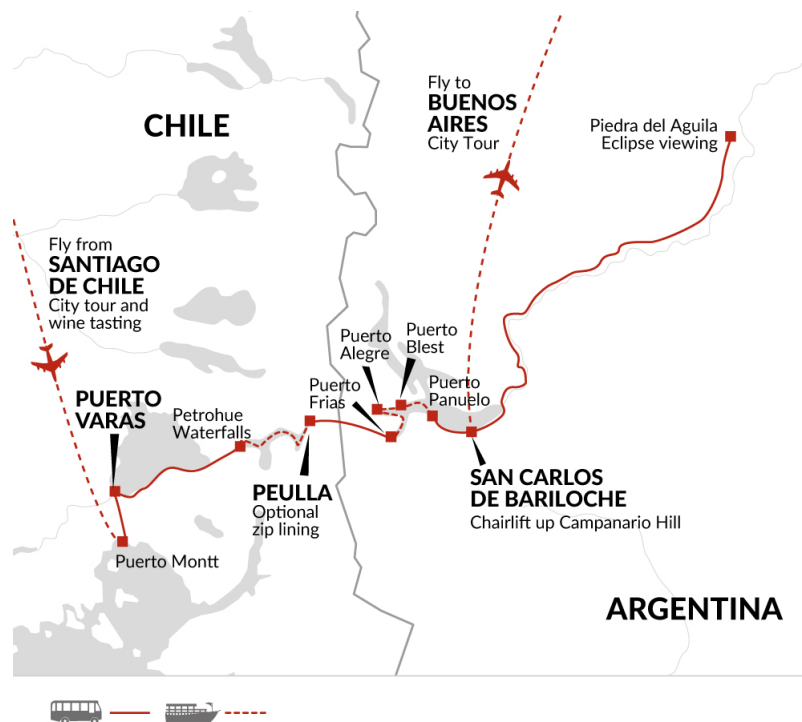 CHILE
Fly to
BUENOS
AIRES
City Tour
Piedra del Aguila
Eclipse viewing
Fly from
SANTIAGO
DE CHILE
City tour and
wine tasting
Puerto
Alegre
Puerto
Blest
Puerto
Frias
Puerto
Panuelo
PUERTO
VARAS
Petrohue
Waterfalls
PEULLA
Optional
zip lining
SAN CARLOS
DE BARILOCHE
Chairlift up Campanario Hill
Puerto Montt
ARGENTINA